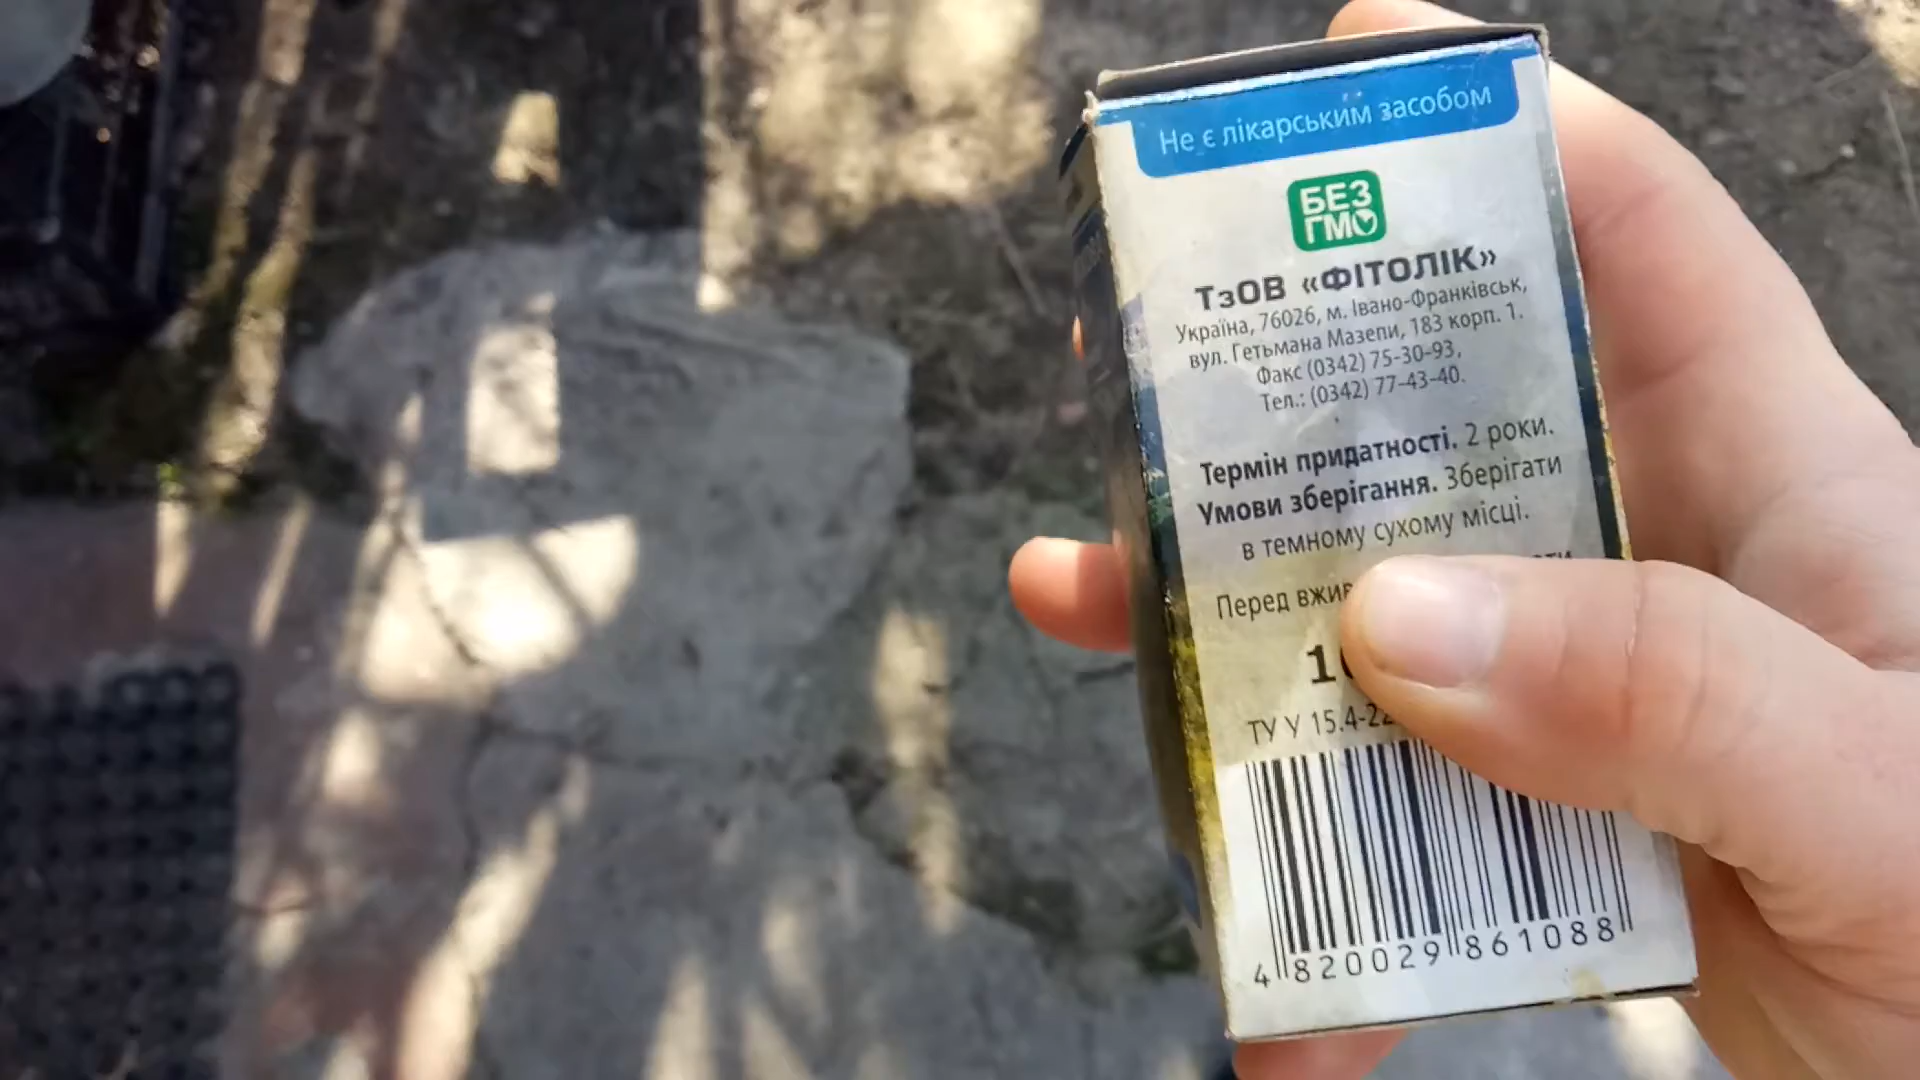 Не є лікарським засобом
БЕЗ
ГМО
ТзОВ «ФІТОЛІК»
Україна, 76026, м. Івано-Франківськ,
вул. Гетьмана Мазепи, 183 корп. 1.
Факс (0342) 75-30-93,
Тел.: (0342) 77-43-40.
Термін придатності. 2 роки.
Умови зберігання. Зберігати
в темному сухому місці.
Перед
ТУ У 15.4-
4 820029 861088